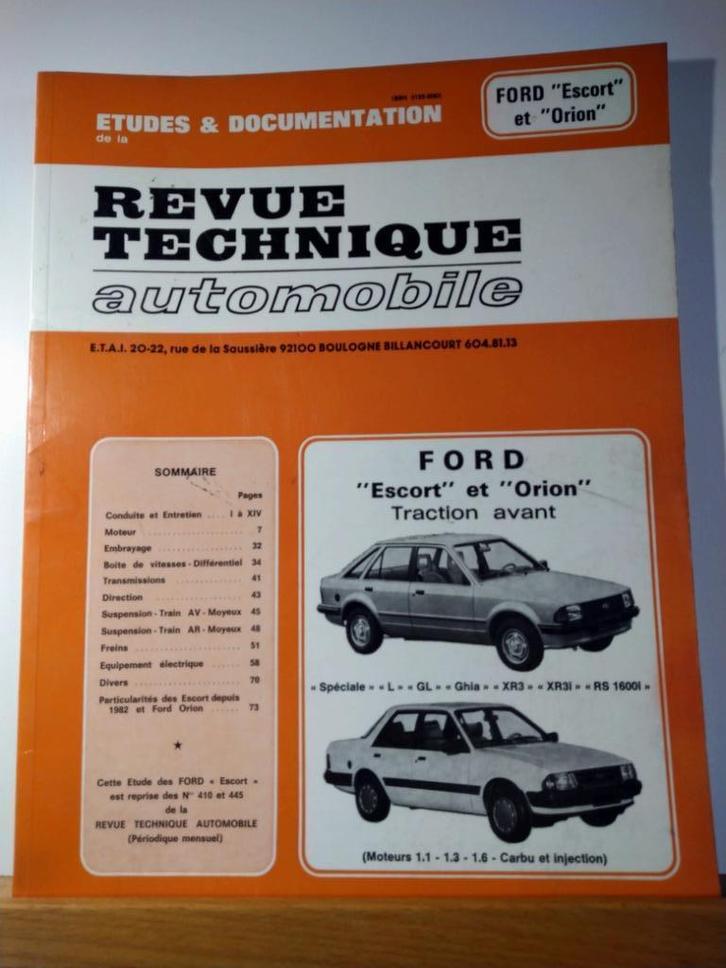 ETUDES & DOCUMENTATION
de la
FORD "Escort"
et "Orion"
REVUE
TECHNIQUE
automobile
E.T.A.I. 20-22, rue de la Saussière 92100 BOULOGNE BILLANCOURT 604.81.13
SOMMAIRE
Pages
Conduite et Entretien .... I à XIV
Moteur .................... 7
Embrayage ................. 32
Boite de vitesses - Différentiel 34
Transmissions ............. 41
Direction ................. 43
Suspension - Train AV - Moyeux 45
Suspension - Train AR - Moyeux 48
Freins .................... 51
Equipement électrique ...... 58
Divers .................... 70
Particularités des Escort depuis
1982 et Ford Orion ...... 73
★
Cette Etude des FORD « Escort »
est reprise des N° 410 et 445
de la
REVUE TECHNIQUE AUTOMOBILE
(Périodique mensuel)
FORD
"Escort" et "Orion"
Traction avant
« Spéciale » « L » « GL » « Ghia » « XR3 » « XR3i » « RS 1600i »
(Moteurs 1.1 - 1.3 - 1.6 - Carbu et injection)